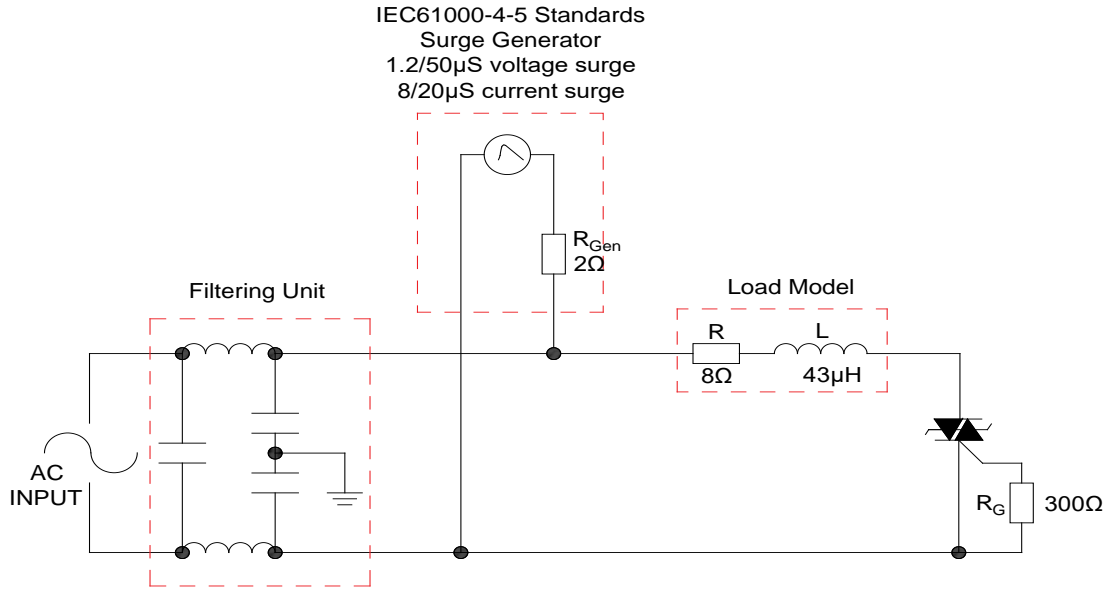 IEC61000-4-5 Standards
Surge Generator
1.2/50µS voltage surge
8/20µS current surge
RGen
2Ω
Filtering Unit
Load Model
R
L
8Ω
43µH
AC
INPUT
RG
300Ω